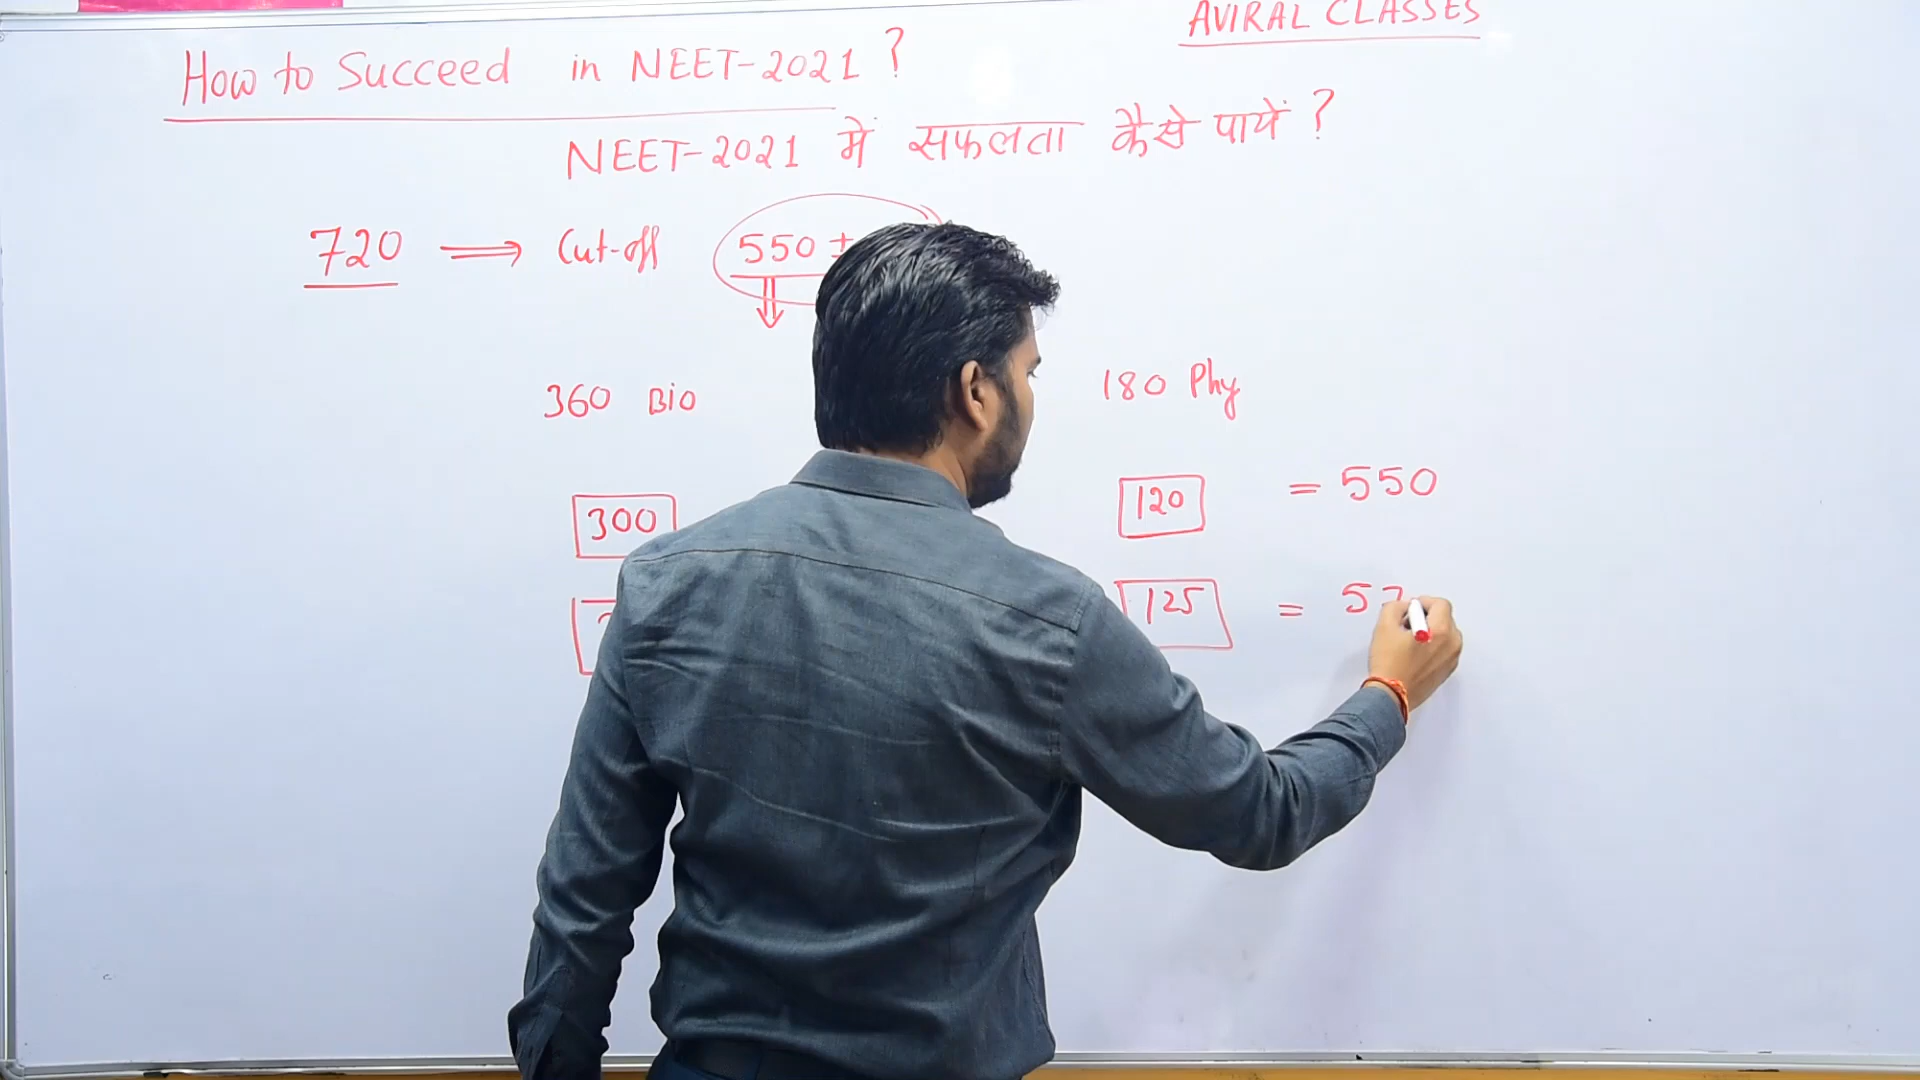 AVIRAL CLASSES
How to Succeed in NEET-2021 ?
NEET-2021 में सफलता कैसे पायें ?
720 ⟹ Cut-off 550 ±
360 Bio 180 Phy
300 120 = 550
125 = 57